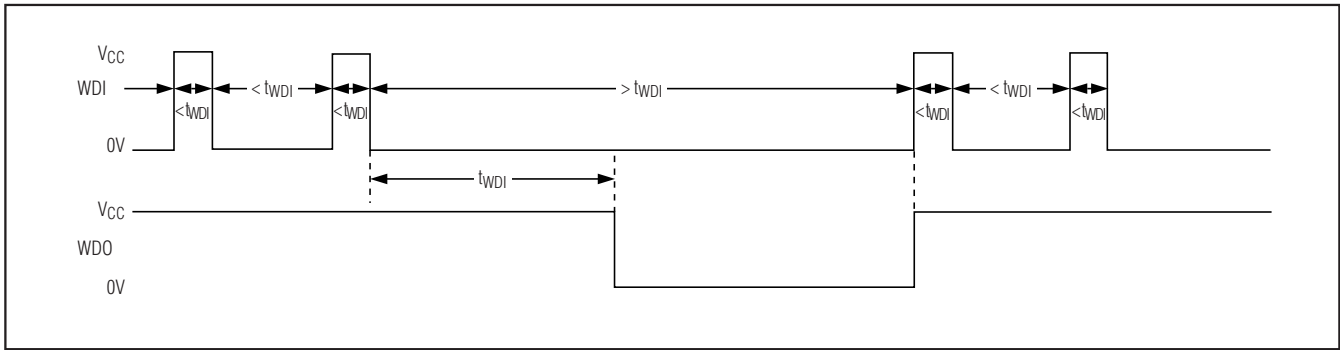 VCC
WDI < tWDI > tWDI < tWDI
<tWDI <tWDI <tWDI <tWDI
0V
tWDI
VCC
WDO
0V